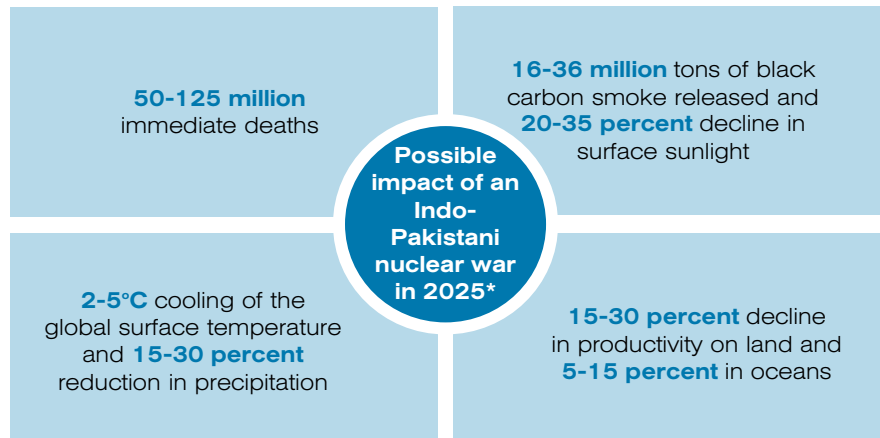 50-125 million
immediate deaths
16-36 million tons of black
carbon smoke released and
20-35 percent decline in
surface sunlight
Possible
impact of an
Indo-
Pakistani
nuclear war
in 2025*
2-5°C cooling of the
global surface temperature
and 15-30 percent
reduction in precipitation
15-30 percent decline
in productivity on land and
5-15 percent in oceans